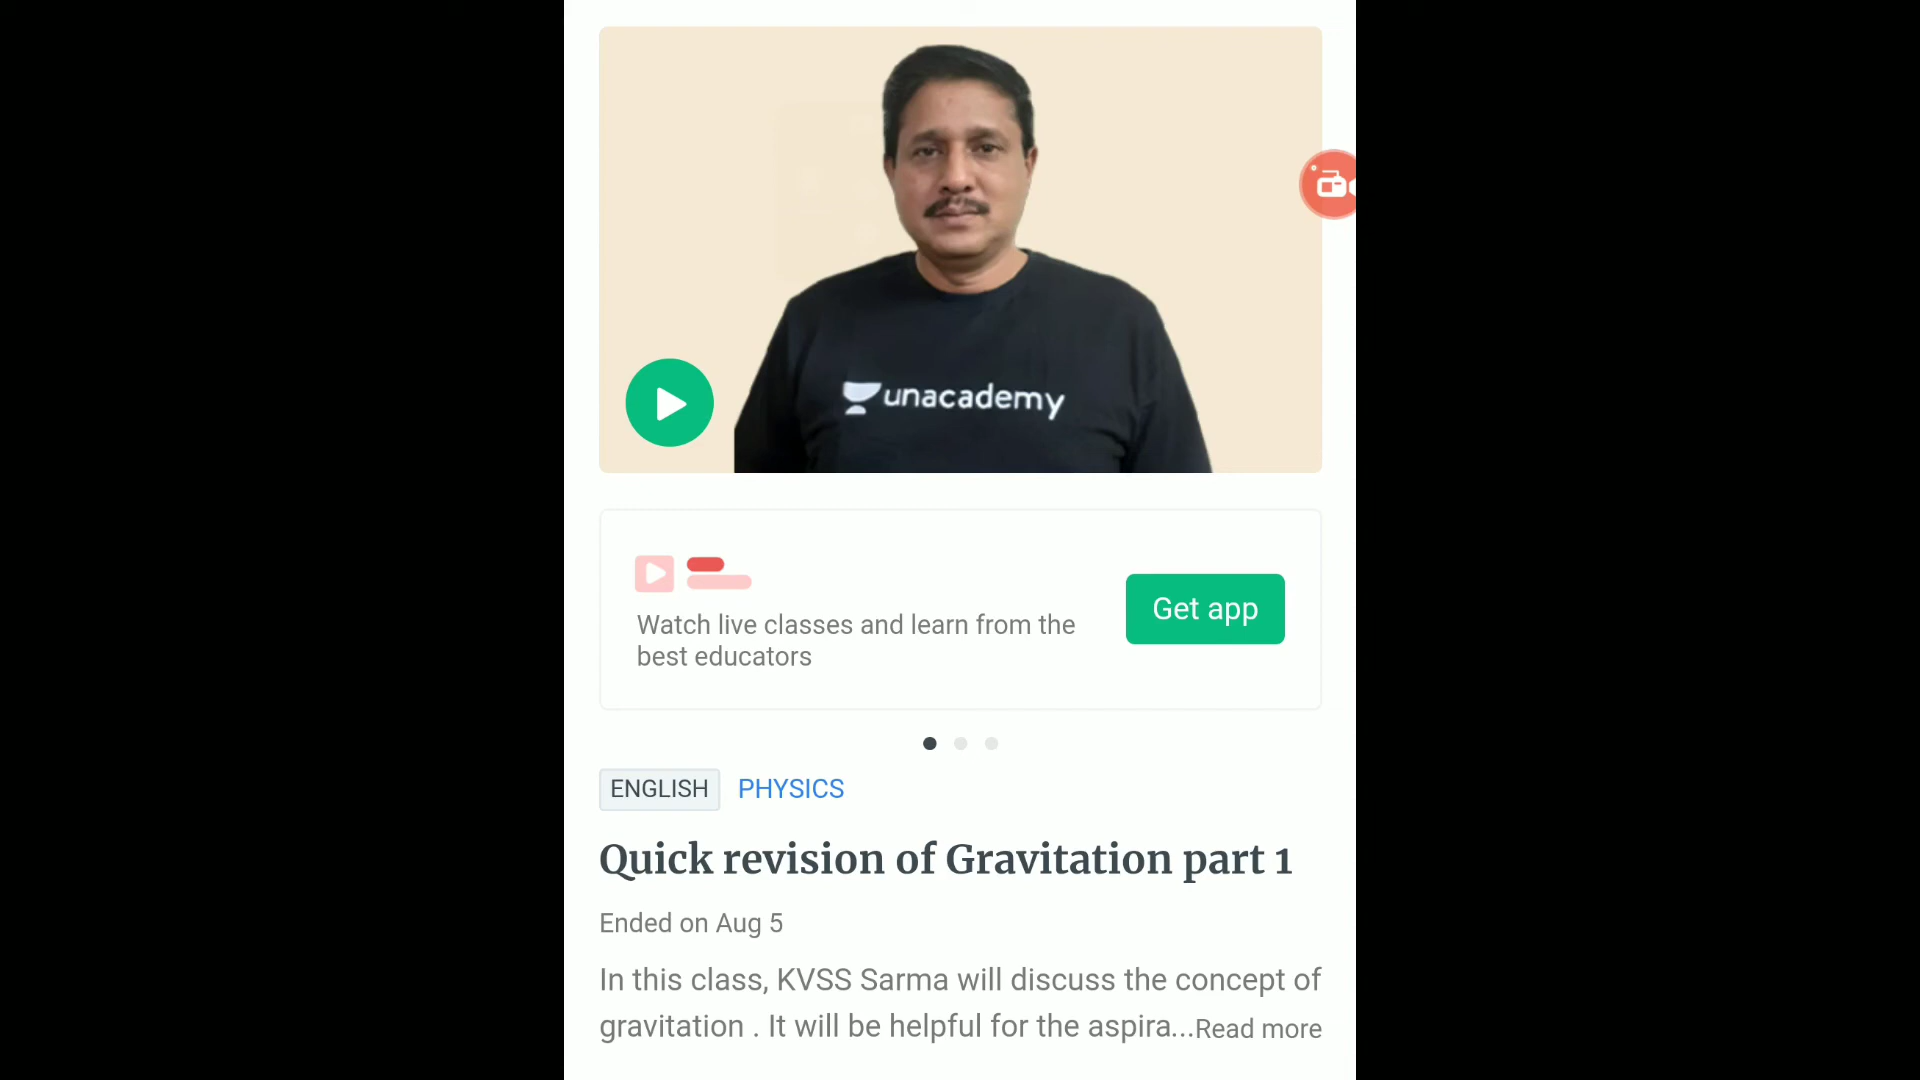 unacademy
Watch live classes and learn from the
best educators
Get app
ENGLISH PHYSICS
Quick revision of Gravitation part 1
Ended on Aug 5
In this class, KVSS Sarma will discuss the concept of
gravitation . It will be helpful for the aspira...Read more